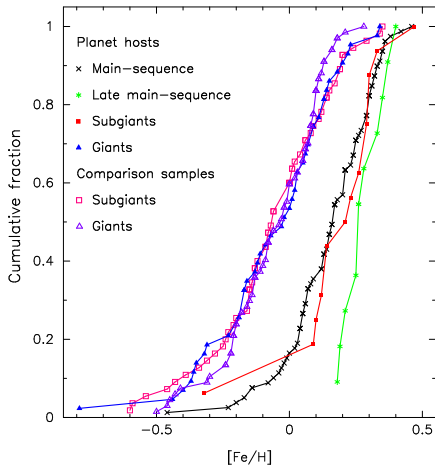 Planet hosts
Main-sequence
Late main-sequence
Subgiants
Giants
Comparison samples
Subgiants
Giants
Cumulative fraction
1
0.8
0.6
0.4
0.2
0
−0.5
0
0.5
[Fe/H]